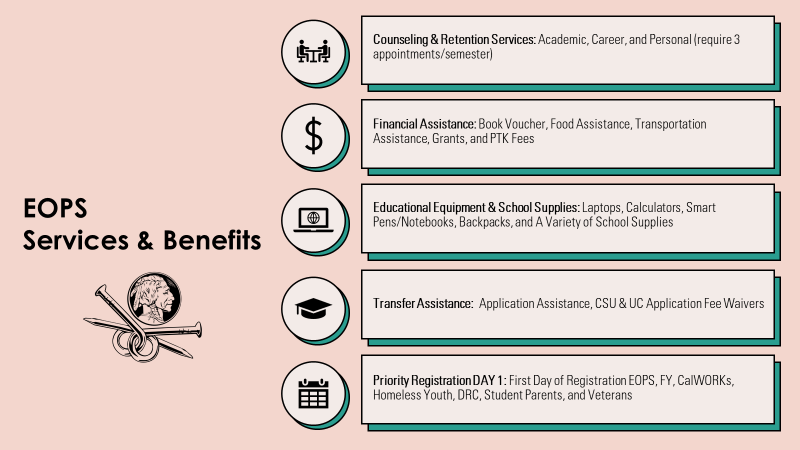 EOPS
Services & Benefits
Counseling & Retention Services: Academic, Career, and Personal (require 3
appointments/semester)
Financial Assistance: Book Voucher, Food Assistance, Transportation
Assistance, Grants, and PTK Fees
Educational Equipment & School Supplies: Laptops, Calculators, Smart
Pens/Notebooks, Backpacks, and A Variety of School Supplies
Transfer Assistance: Application Assistance, CSU & UC Application Fee Waivers
Priority Registration DAY 1: First Day of Registration EOPS, FY, CalWORKs,
Homeless Youth, DRC, Student Parents, and Veterans